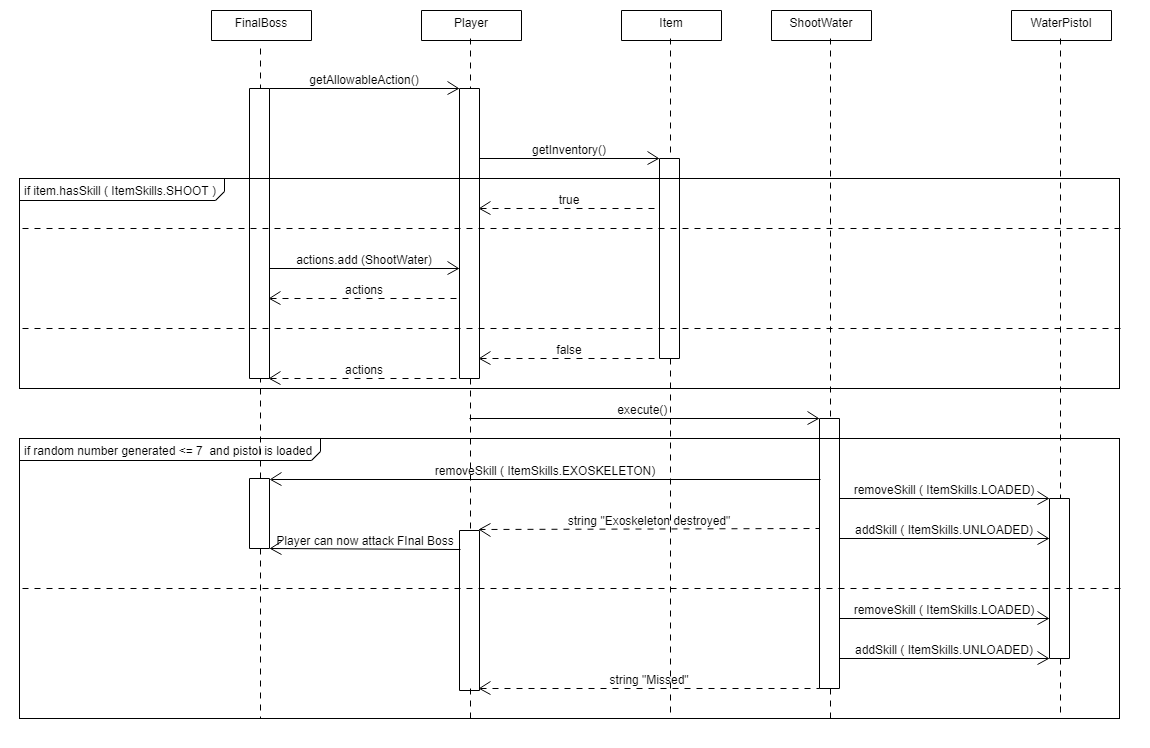 FinalBoss
Player
Item
ShootWater
WaterPistol
getAllowableAction()
getInventory()
if item.hasSkill ( ItemSkills.SHOOT )
true
actions.add (ShootWater)
actions
false
actions
execute()
if random number generated <= 7 and pistol is loaded
removeSkill ( ItemSkills.EXOSKELETON)
removeSkill ( ItemSkills.LOADED)
string "Exoskeleton destroyed"
addSkill ( ItemSkills.UNLOADED)
Player can now attack FInal Boss
removeSkill ( ItemSkills.LOADED)
addSkill ( ItemSkills.UNLOADED)
string "Missed"